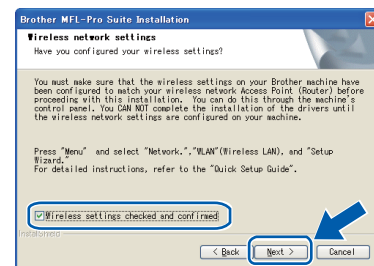 Brother MFL-Pro Suite Installation
Wireless network settings
Have you configured your wireless settings?
You must make sure that the wireless settings on your Brother machine have
been configured to match your wireless network Access Point (Router) before
proceeding with this installation.  You can do this through the machine's
control panel. You CAN NOT complete the installation of the drivers until
the wireless network settings are configured on your machine.
Press "Menu"  and select "Network.","WLAN"(Wireless LAN), and "Setup
Wizard."
For detailed instructions, refer to the "Quick Setup Guide".
Wireless settings checked and confirmed
InstallShield
< Back
Next >
Cancel